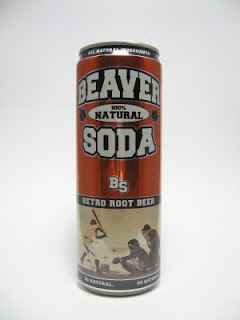 ALL NATURAL INGREDIENTS
BEAVER
100%
NATURAL
SODA
BS
RETRO ROOT BEER